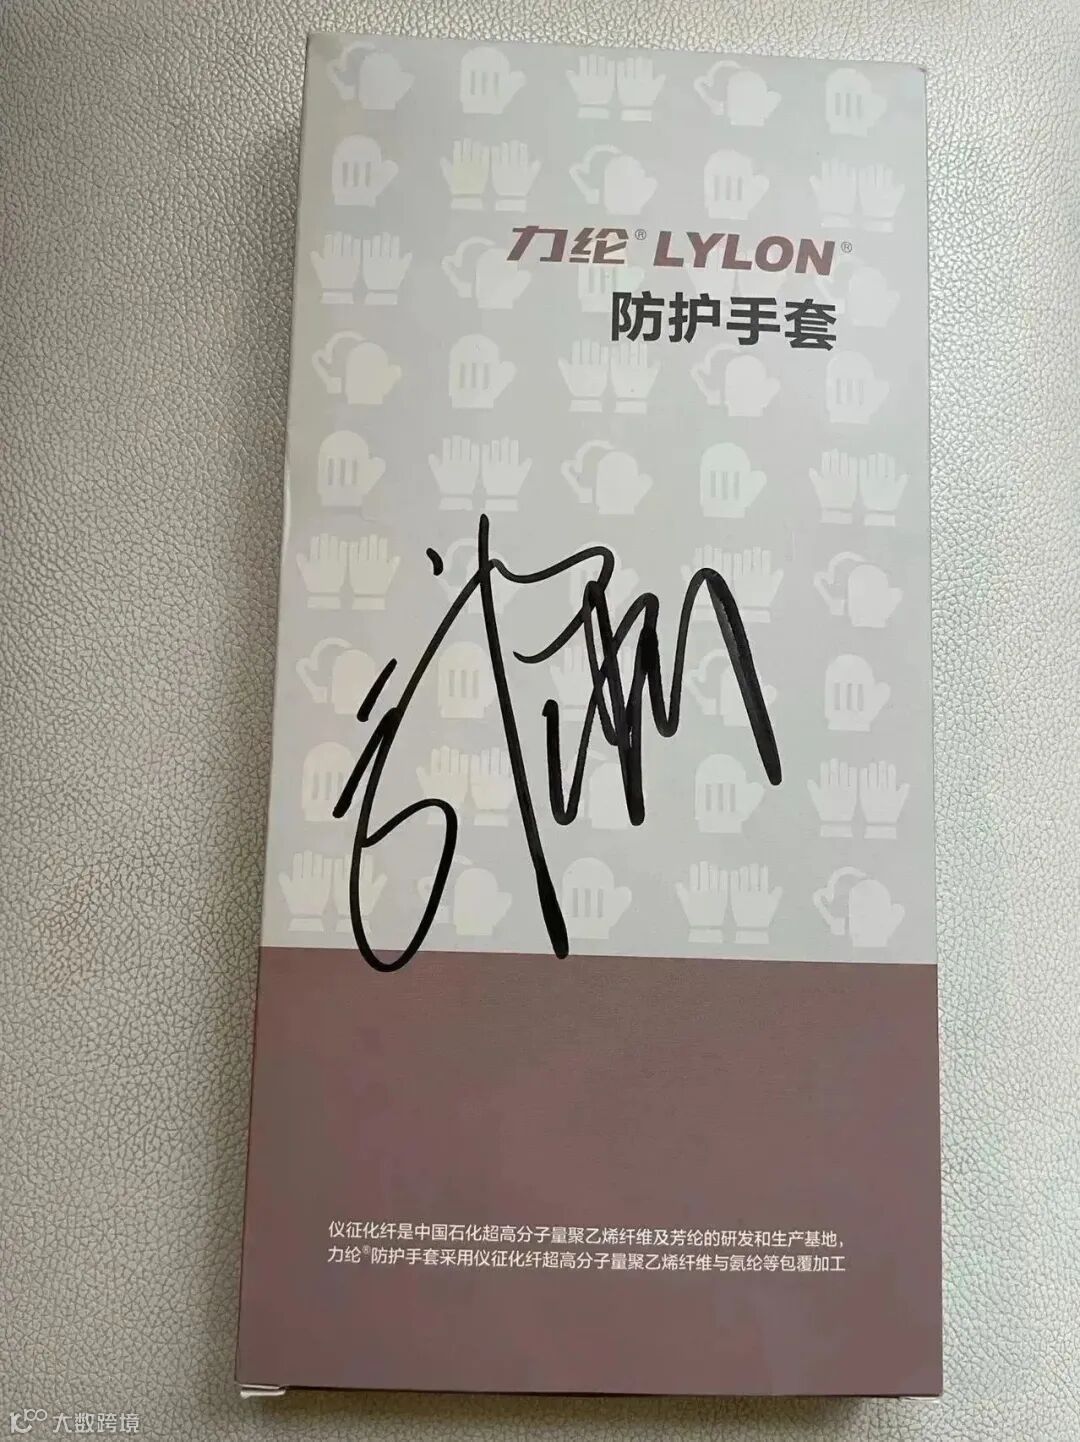 力纶® LYLON®
防护手套
仪征化纤是中国石化超高分子量聚乙烯纤维及芳纶的研发和生产基地，
力纶®防护手套采用仪征化纤超高分子量聚乙烯纤维与氨纶等包覆加工
大数跨境